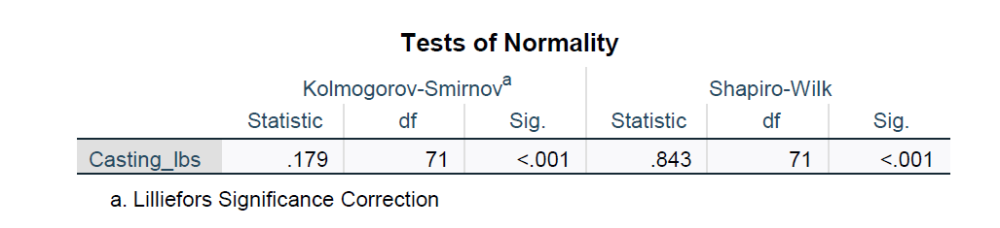 Tests of Normality
Kolmogorov-Smirnovᵃ Shapiro-Wilk
Statistic df Sig. Statistic df Sig.
Casting_lbs .179 71 <.001 .843 71 <.001
a. Lilliefors Significance Correction